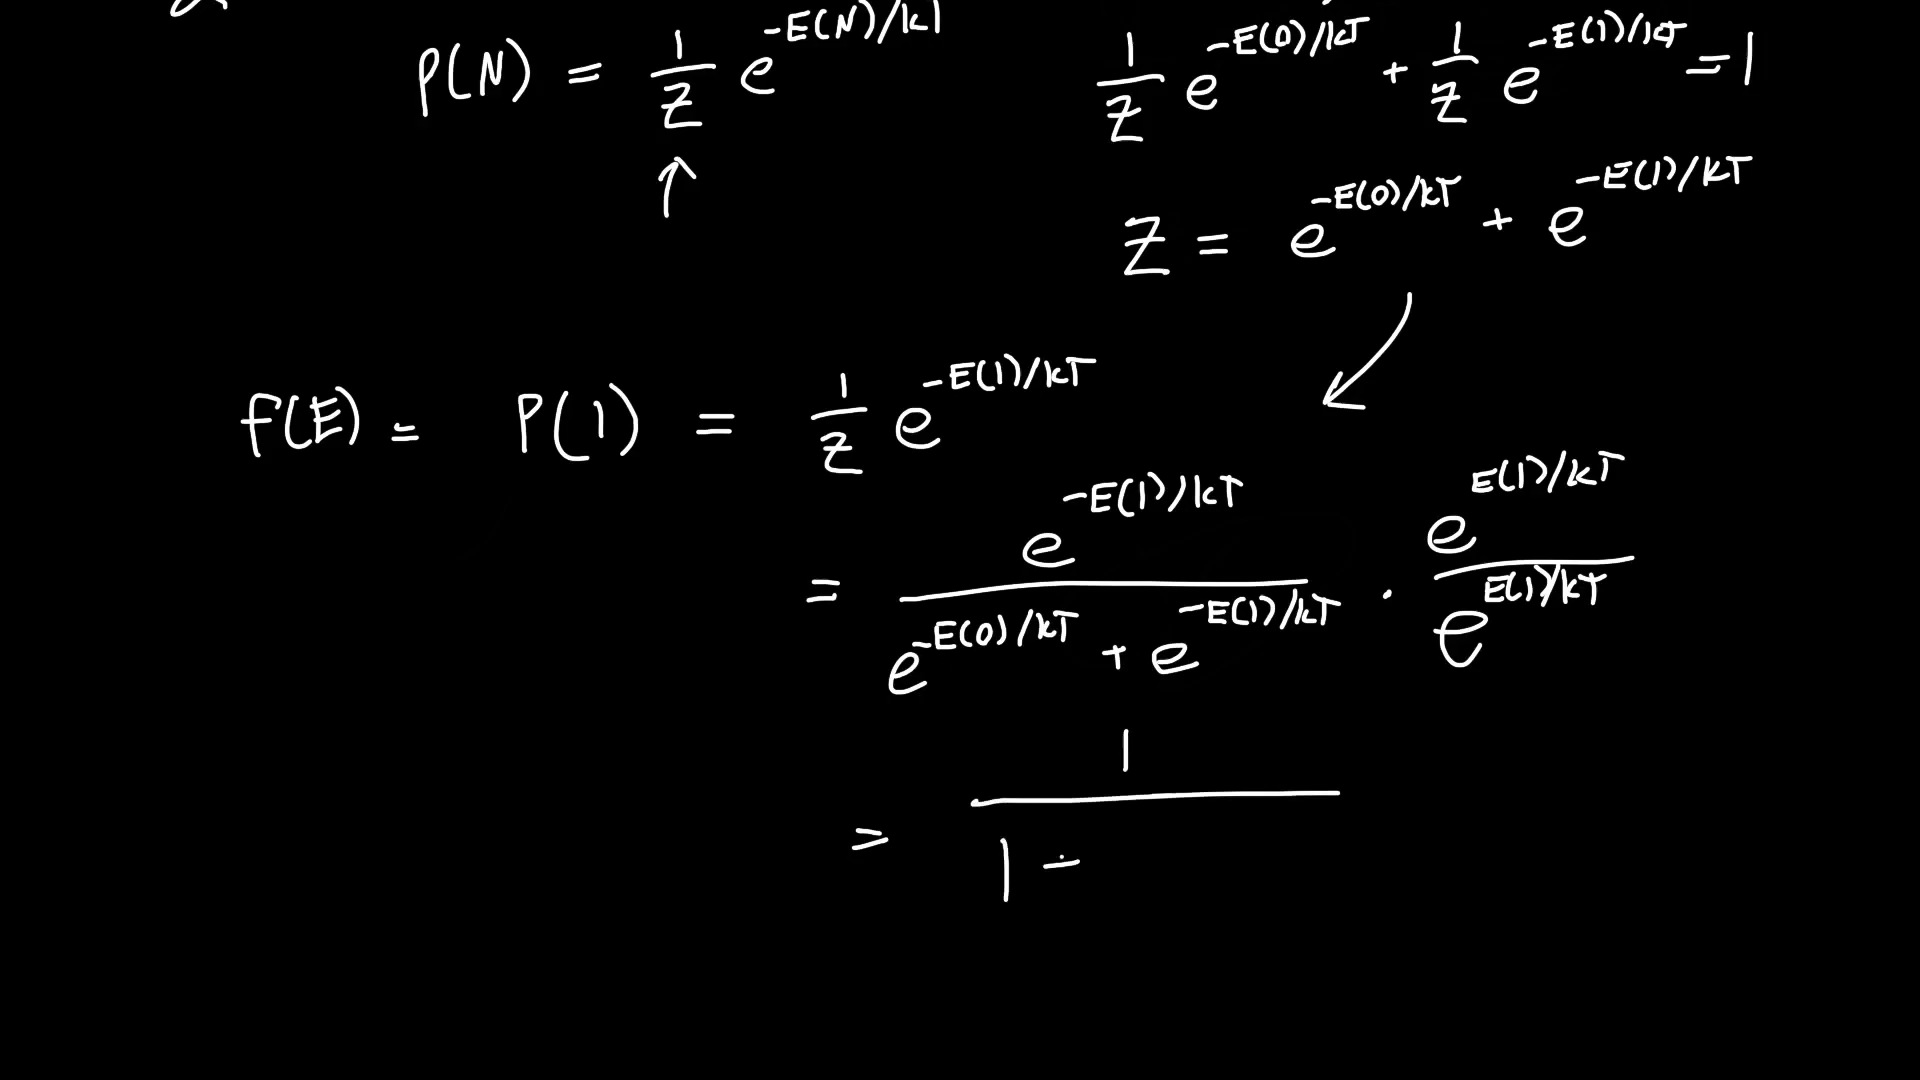 P(N) = 1/Z e^{-E(N)/kT}
1/Z e^{-E(0)/kT} + 1/Z e^{-E(1)/kT} = 1
Z = e^{-E(0)/kT} + e^{-E(1)/kT}
f(E) = P(1) = 1/Z e^{-E(1)/kT}
= e^{-E(1)/kT} / (e^{-E(0)/kT} + e^{-E(1)/kT}) · e^{E(1)/kT} / e^{E(1)/kT}
= 1 / 1 -